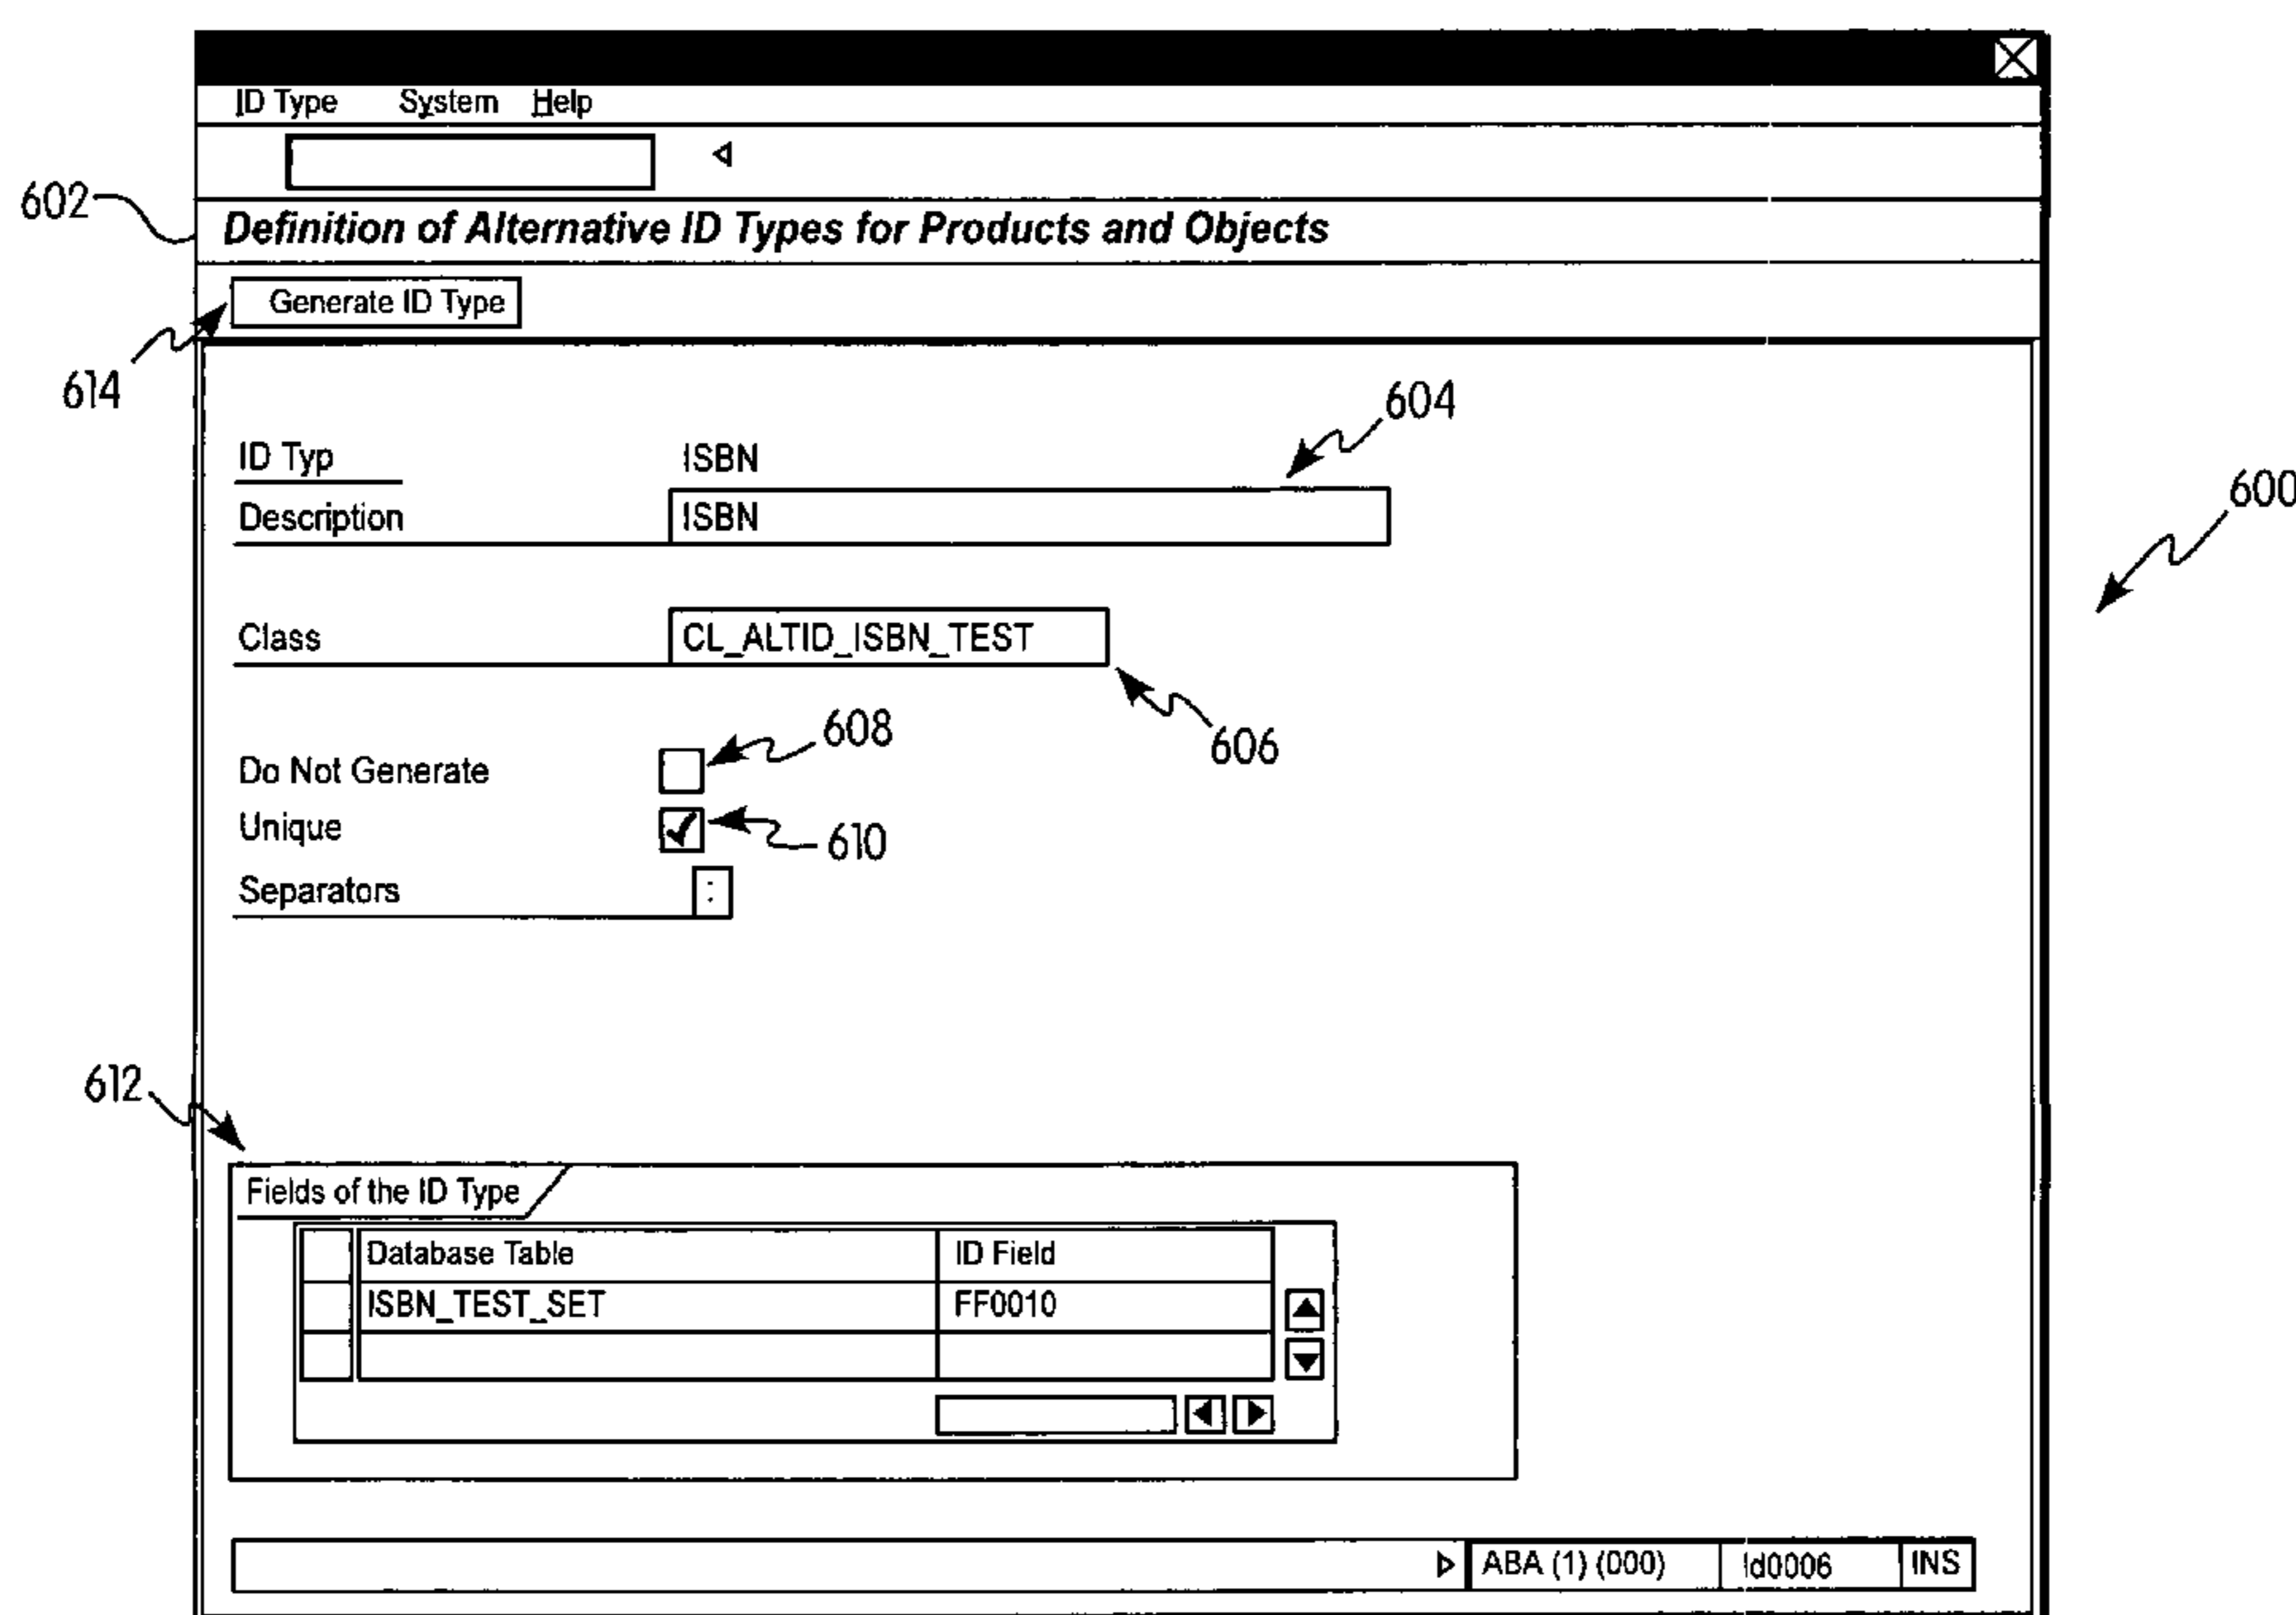 ID Type System Help
602
Definition of Alternative ID Types for Products and Objects
Generate ID Type
614
604
ID Typ ISBN
600
Description ISBN
Class CL_ALTID_ISBN_TEST
608
606
Do Not Generate
Unique
610
Separators :
612
Fields of the ID Type
Database Table ID Field
ISBN_TEST_SET FF0010
ABA (1) (000) ld0006 INS